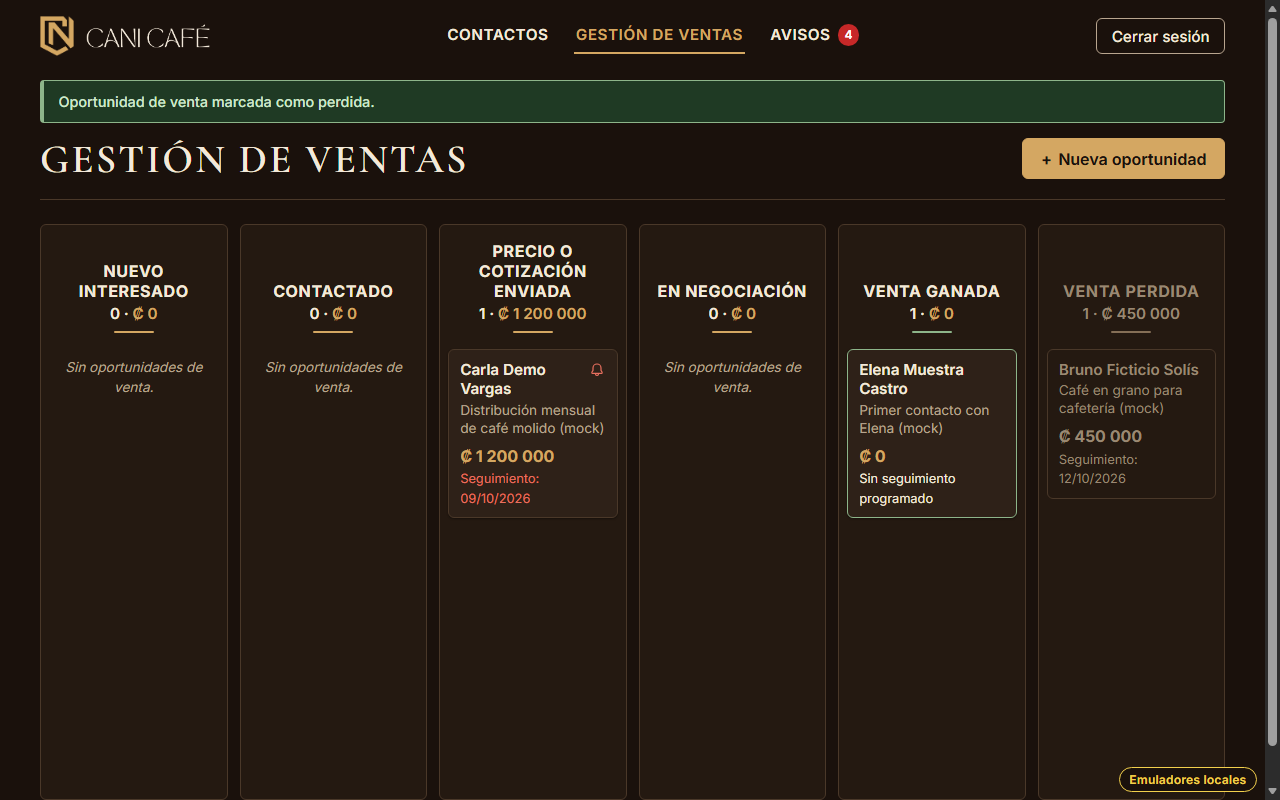 CANI CAFÉ
CONTACTOS
GESTIÓN DE VENTAS
AVISOS 4
Cerrar sesión
Oportunidad de venta marcada como perdida.
GESTIÓN DE VENTAS
+ Nueva oportunidad
NUEVO
INTERESADO
0 · ₡ 0
Sin oportunidades de
venta.
CONTACTADO
0 · ₡ 0
Sin oportunidades de
venta.
PRECIO O
COTIZACIÓN
ENVIADA
1 · ₡ 1 200 000
Carla Demo
Vargas
Distribución mensual
de café molido (mock)
₡ 1 200 000
Seguimiento:
09/10/2026
EN NEGOCIACIÓN
0 · ₡ 0
Sin oportunidades de
venta.
VENTA GANADA
1 · ₡ 0
Elena Muestra
Castro
Primer contacto con
Elena (mock)
₡ 0
Sin seguimiento
programado
VENTA PERDIDA
1 · ₡ 450 000
Bruno Ficticio Solís
Café en grano para
cafetería (mock)
₡ 450 000
Seguimiento:
12/10/2026
Emuladores locales